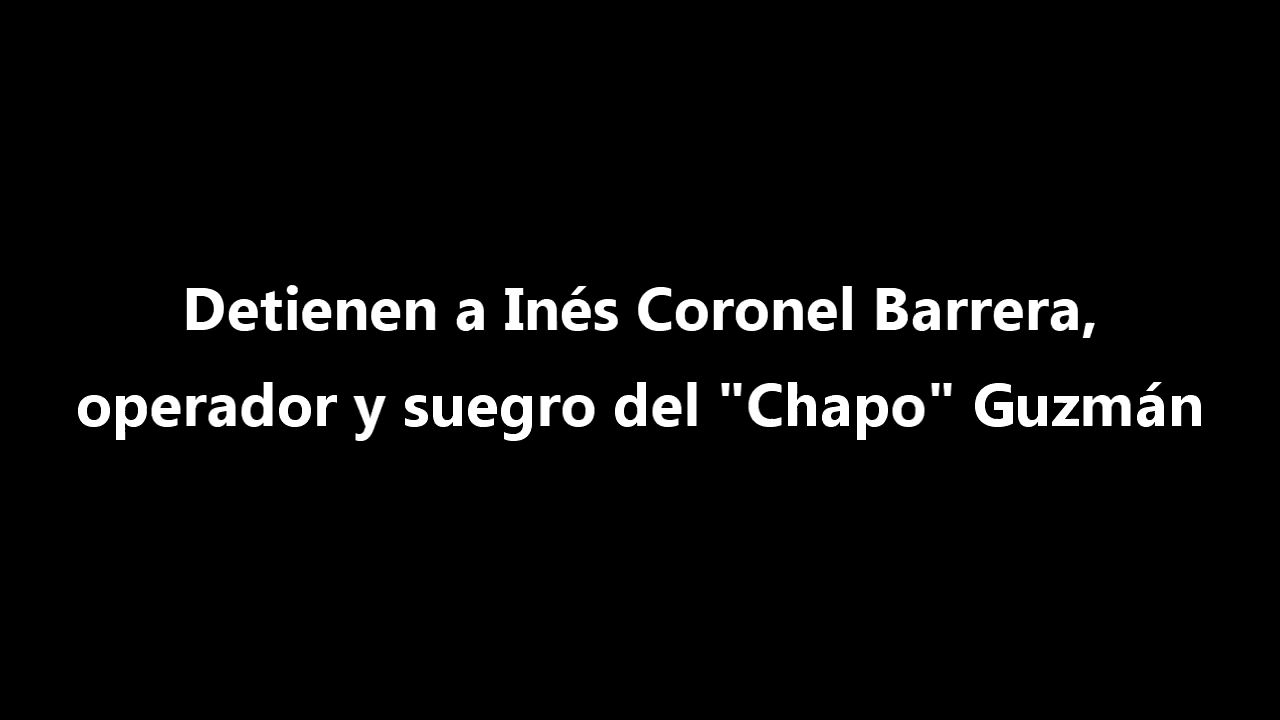 Detienen a Inés Coronel Barrera,
operador y suegro del "Chapo" Guzmán